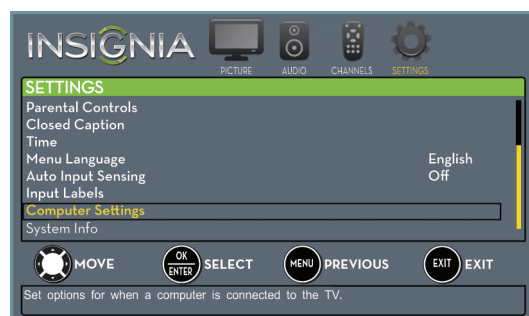 INSIGNIA
PICTURE AUDIO CHANNELS SETTINGS
SETTINGS
Parental Controls
Closed Caption
Time
Menu Language English
Auto Input Sensing Off
Input Labels
Computer Settings
System Info
MOVE OK ENTER SELECT MENU PREVIOUS EXIT EXIT
Set options for when a computer is connected to the TV.